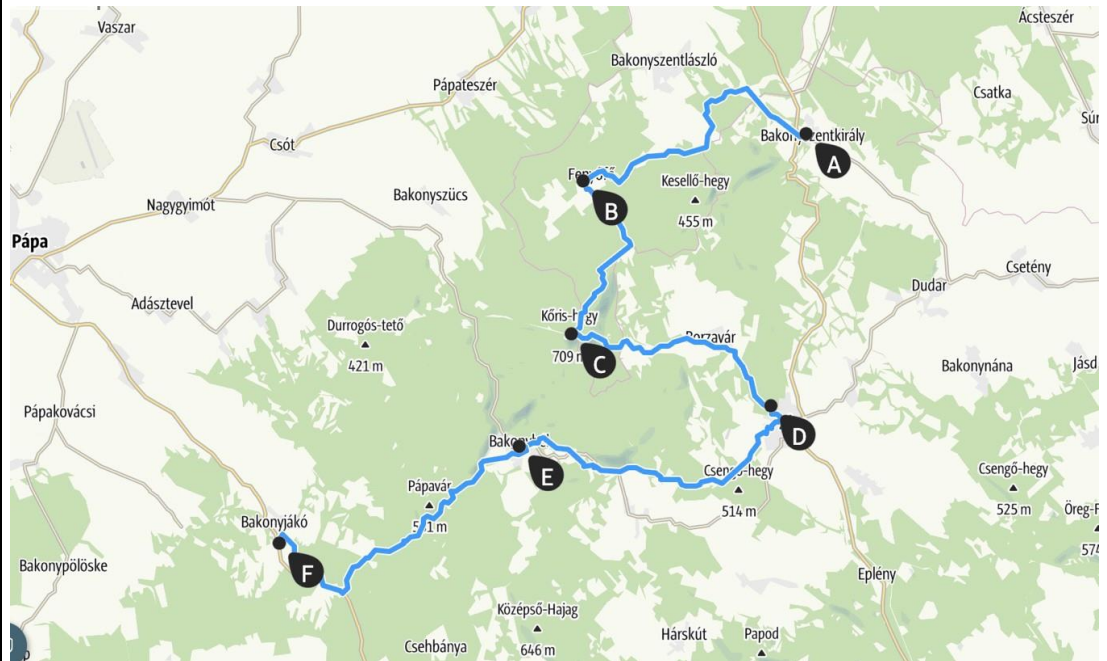 Ácsteszér
Vaszar
Bakonyszentlászló
Pápateszér
Csatka
Csót
A
Kesellő-hegy
455 m
Bakonyszücs
B
Nagygyimót
Pápa
Csetény
Dudar
Adásztevel
Kőris-hegy
Durrogós-tető
421 m
709 m
C
Bakonynána
Jásd
Pápakovácsi
D
Csengő-hegy
514 m
Csengő-hegy
525 m
E
Pápavár
Bakonyjákó
F
Bakonypölöske
Eplény
Középső-Hajag
646 m
Hárskút
Papod
Csehbánya